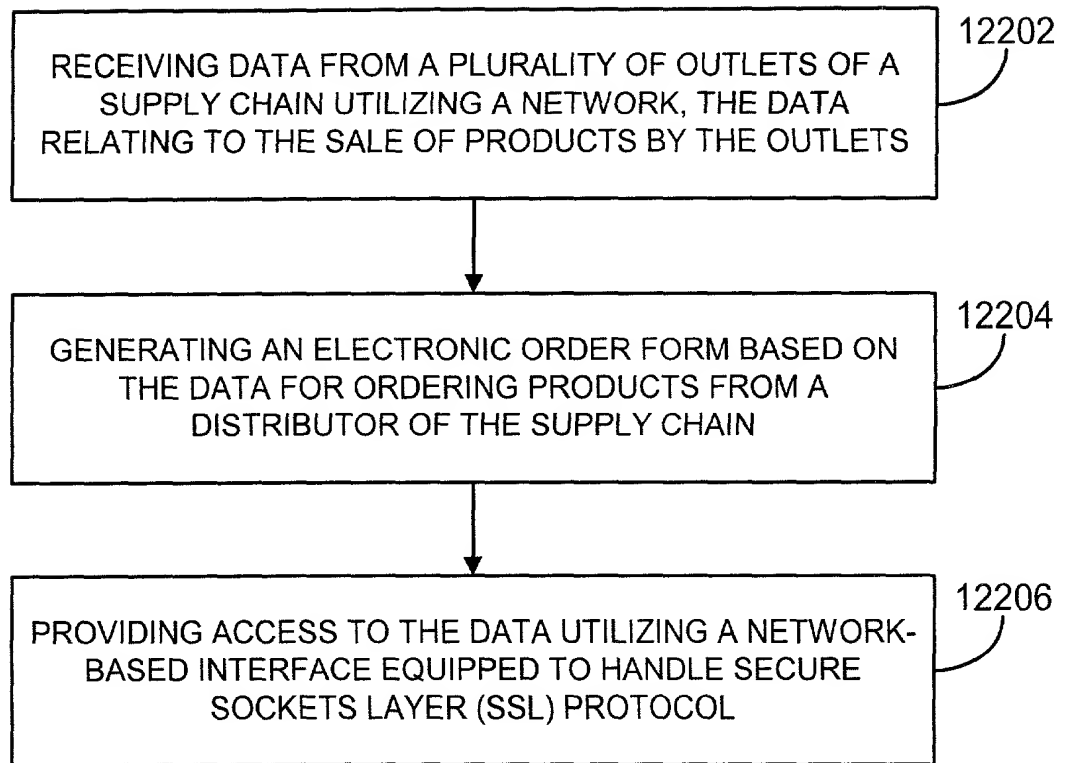 12202
RECEIVING DATA FROM A PLURALITY OF OUTLETS OF A
SUPPLY CHAIN UTILIZING A NETWORK, THE DATA
RELATING TO THE SALE OF PRODUCTS BY THE OUTLETS
12204
GENERATING AN ELECTRONIC ORDER FORM BASED ON
THE DATA FOR ORDERING PRODUCTS FROM A
DISTRIBUTOR OF THE SUPPLY CHAIN
12206
PROVIDING ACCESS TO THE DATA UTILIZING A NETWORK-
BASED INTERFACE EQUIPPED TO HANDLE SECURE
SOCKETS LAYER (SSL) PROTOCOL